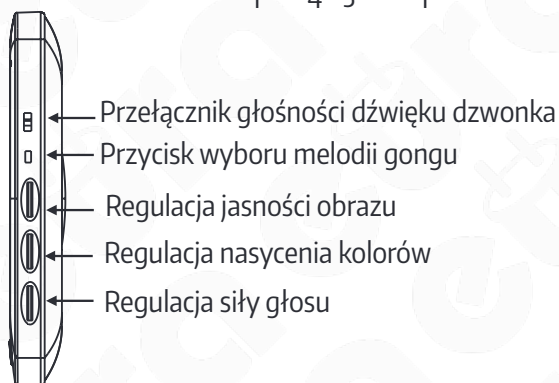 Przełącznik głośności dźwięku dzwonka
Przycisk wyboru melodii gongu
Regulacja jasności obrazu
Regulacja nasycenia kolorów
Regulacja siły głosu